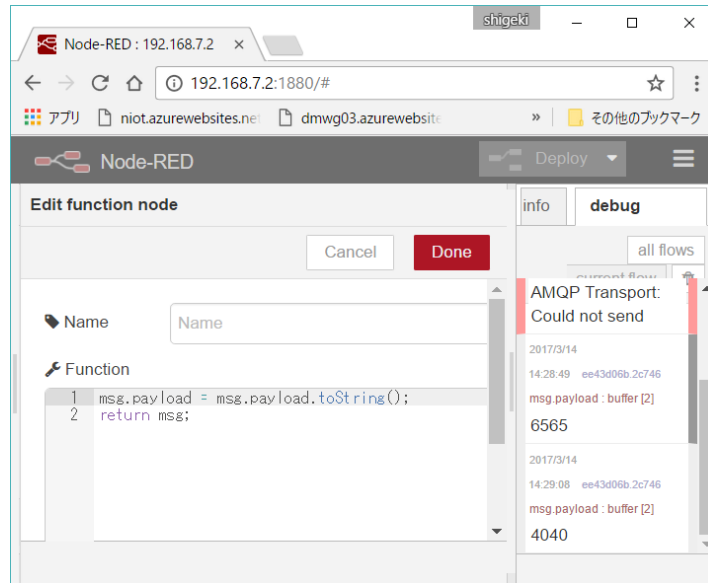 shigeki
Node-RED : 192.168.7.2
192.168.7.2:1880/#
アプリ niot.azurewebsites.ne dmwg03.azurewebsite » その他のブックマーク
Node-RED
Deploy
Edit function node
info debug
Cancel Done
all flows
current flow
Name
Name
Function
1 msg.payload = msg.payload.toString();
2 return msg;
AMQP Transport:
Could not send
2017/3/14
14:28:49 ee43d06b.2c746
msg.payload : buffer [2]
6565
2017/3/14
14:29:08 ee43d06b.2c746
msg.payload : buffer [2]
4040